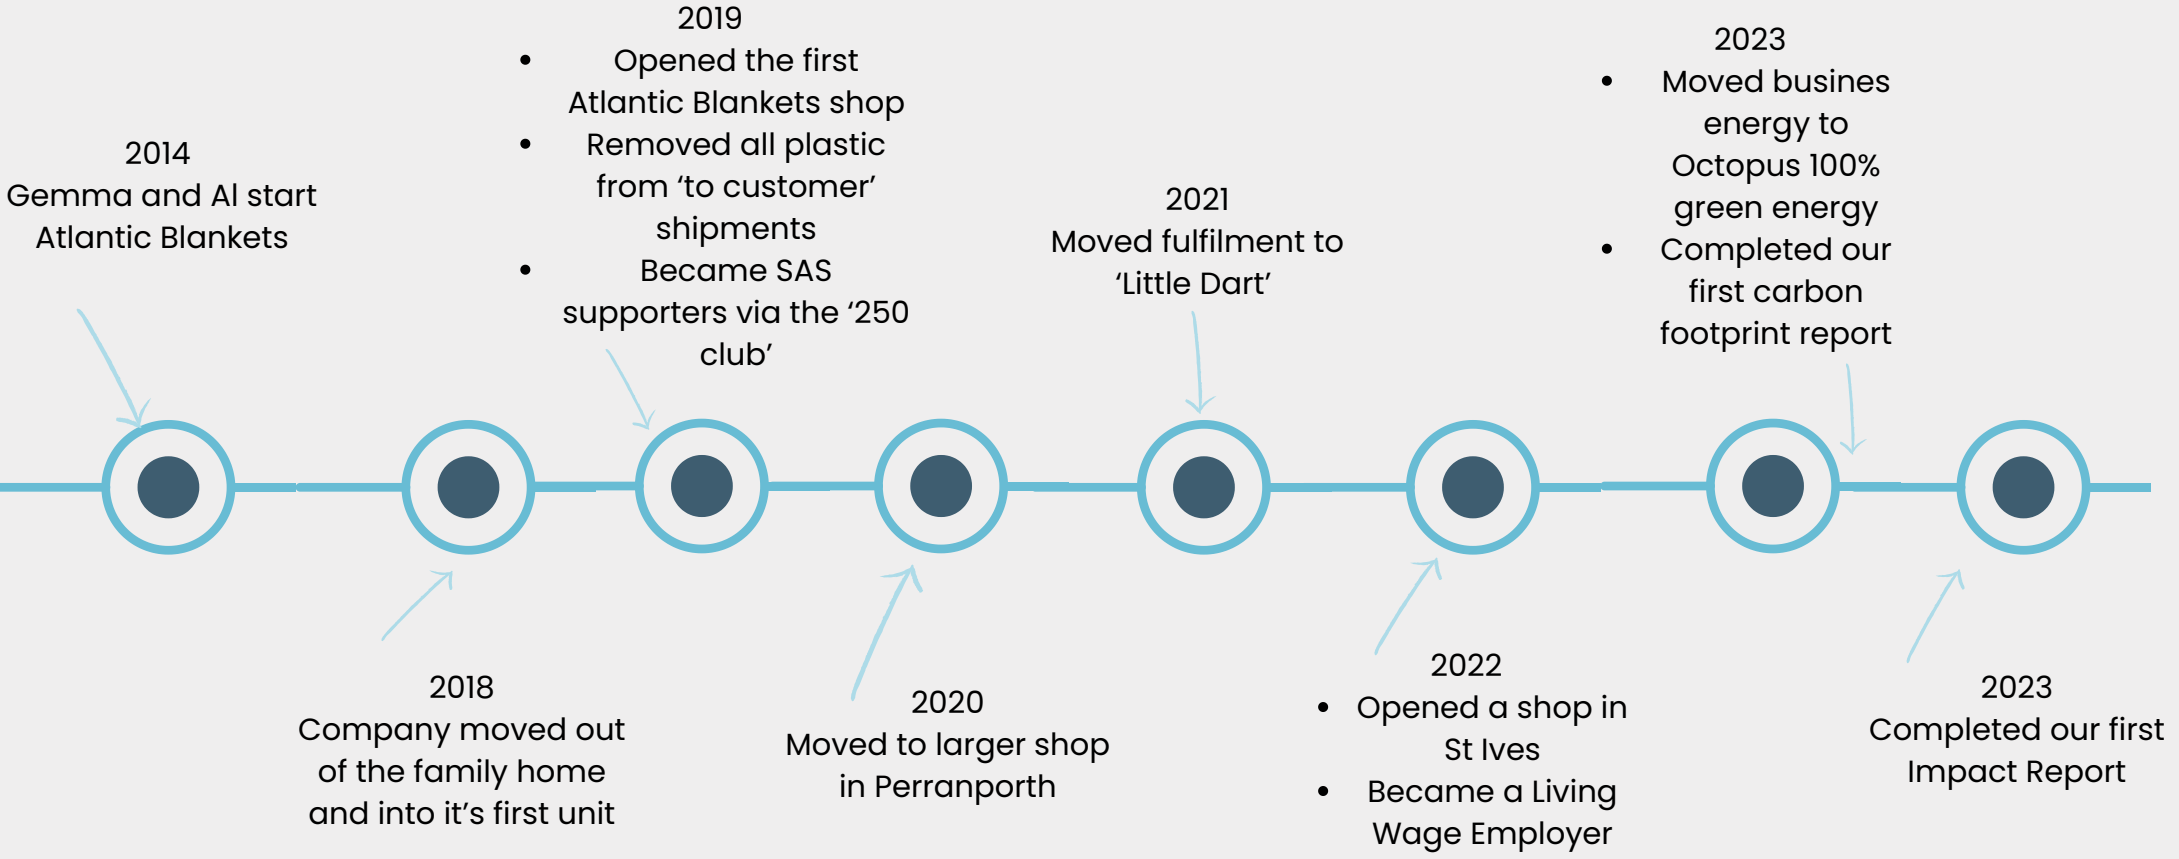 2014
Gemma and Al start
Atlantic Blankets
2018
Company moved out
of the family home
and into it’s first unit
2019
• Opened the first
Atlantic Blankets shop
• Removed all plastic
from ‘to customer’
shipments
• Became SAS
supporters via the ‘250
club’
2020
Moved to larger shop
in Perranporth
2021
Moved fulfilment to
‘Little Dart’
2022
• Opened a shop in
St Ives
• Became a Living
Wage Employer
2023
• Moved busines
energy to
Octopus 100%
green energy
• Completed our
first carbon
footprint report
2023
Completed our first
Impact Report